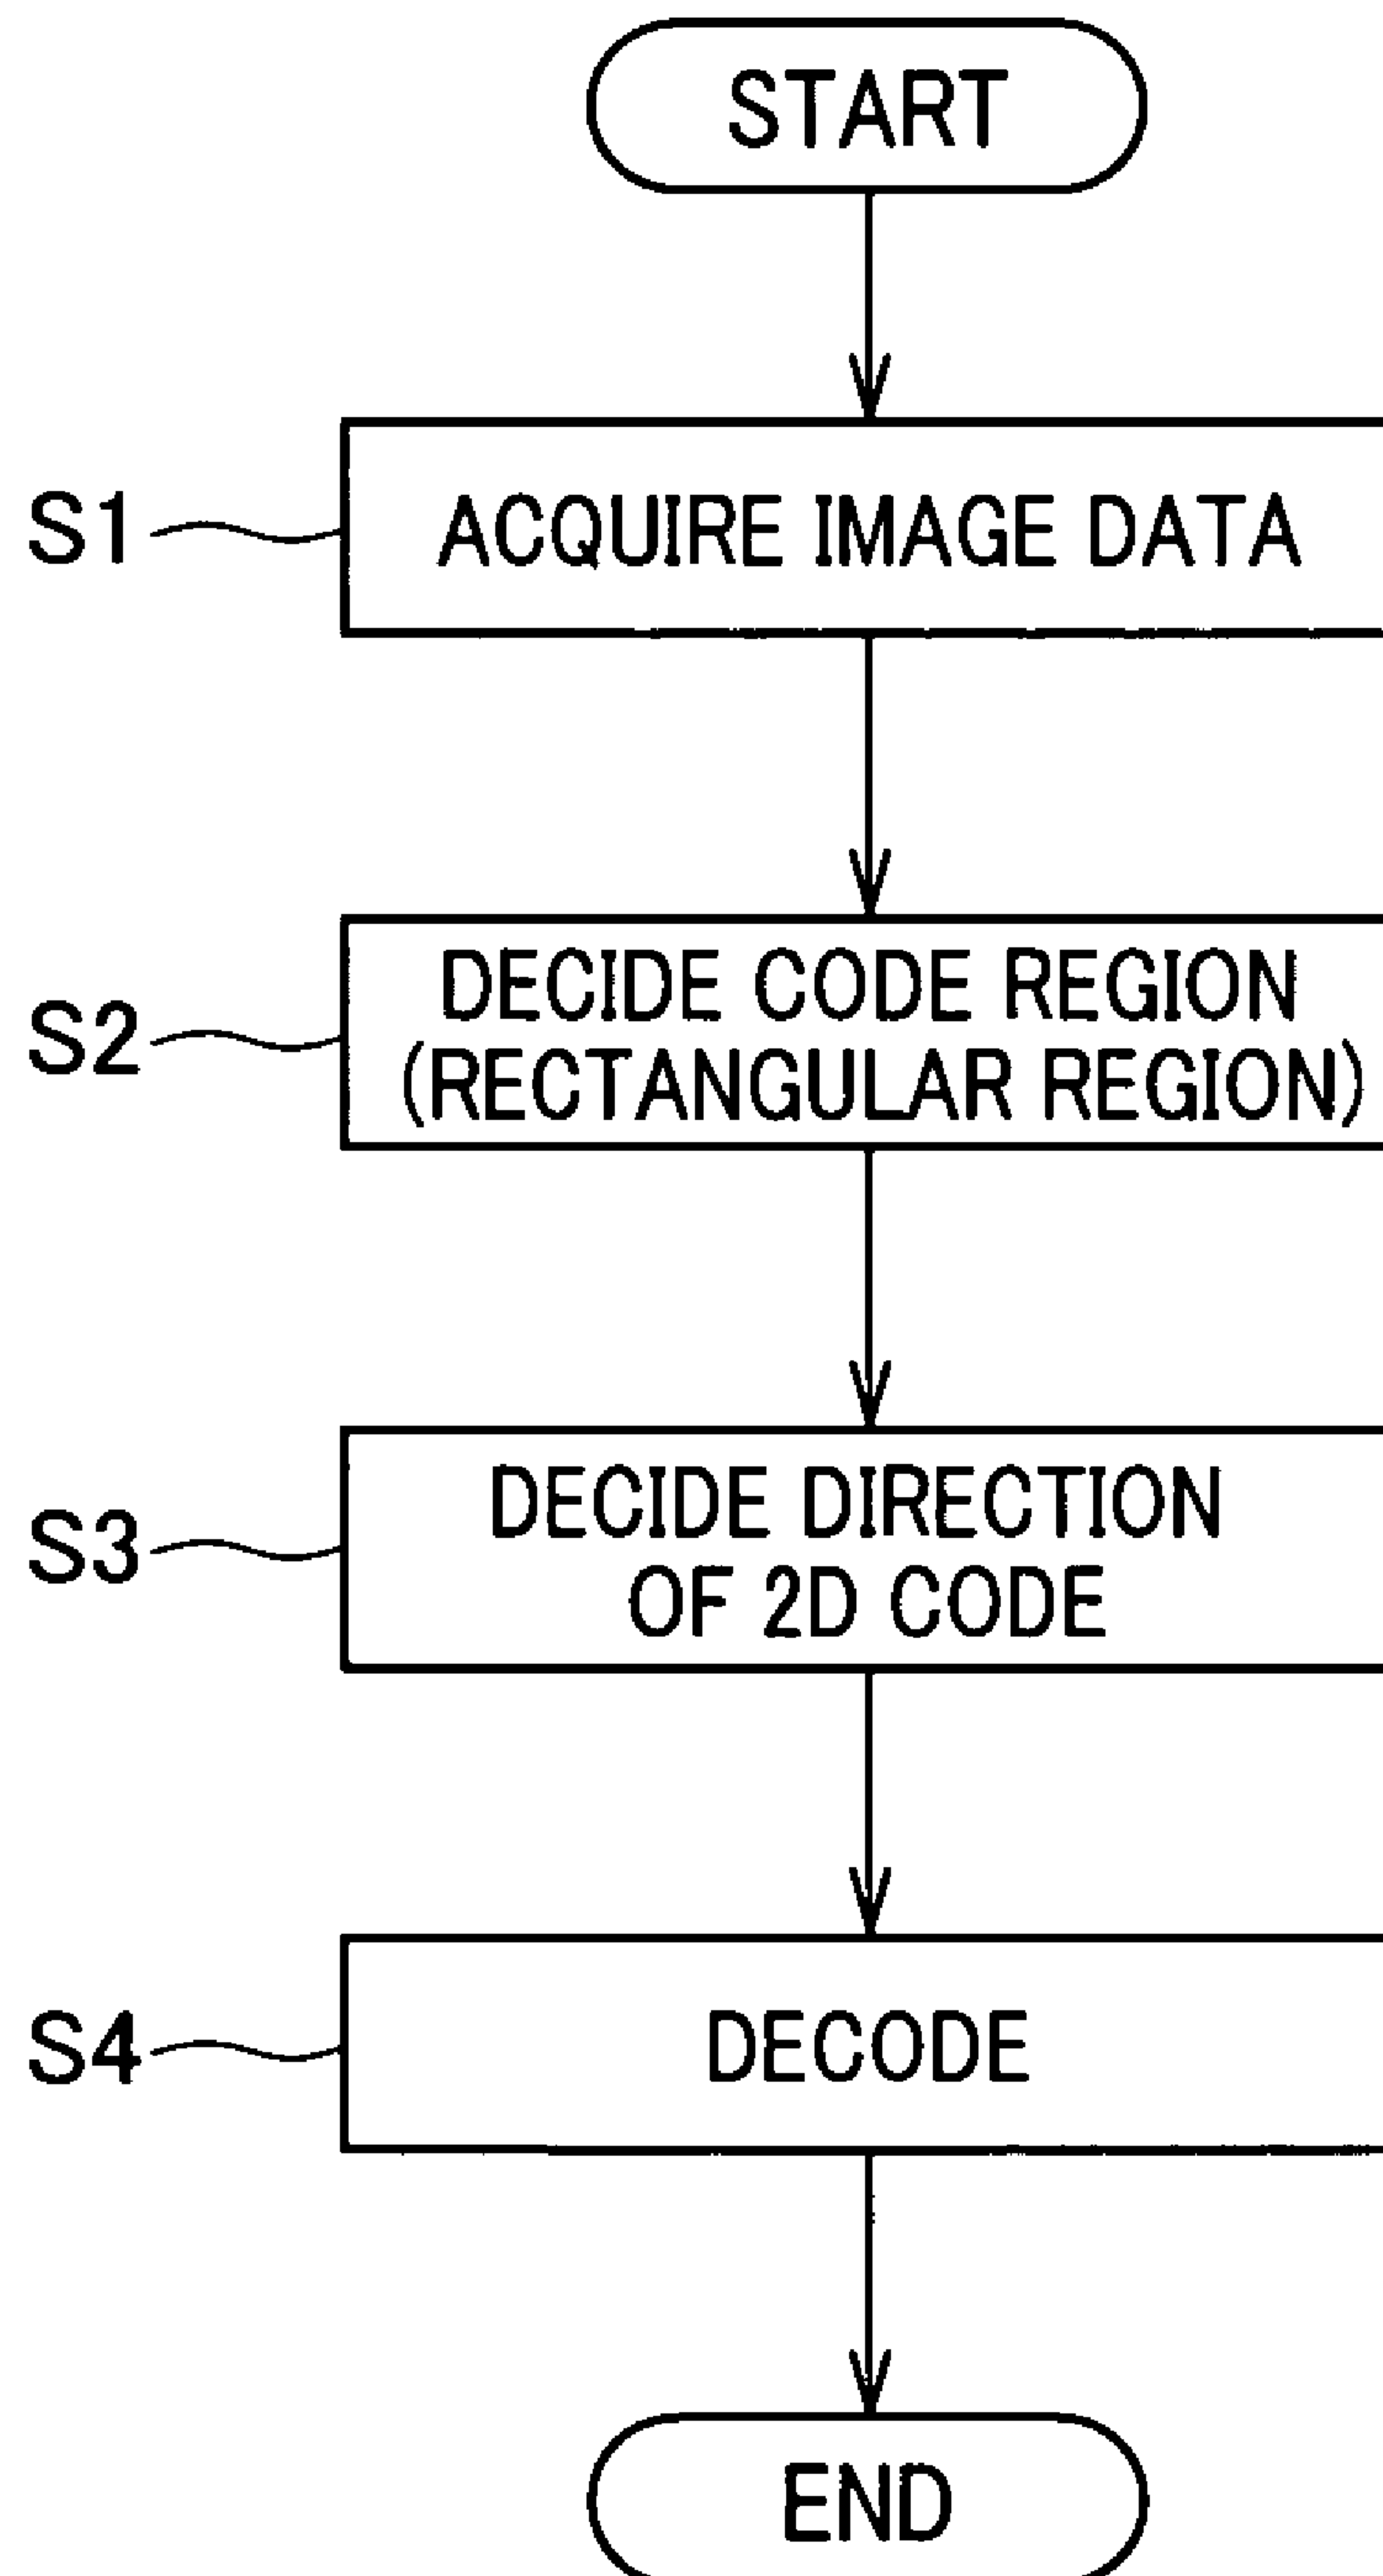 START
S1
ACQUIRE IMAGE DATA
S2
DECIDE CODE REGION
(RECTANGULAR REGION)
S3
DECIDE DIRECTION
OF 2D CODE
S4
DECODE
END